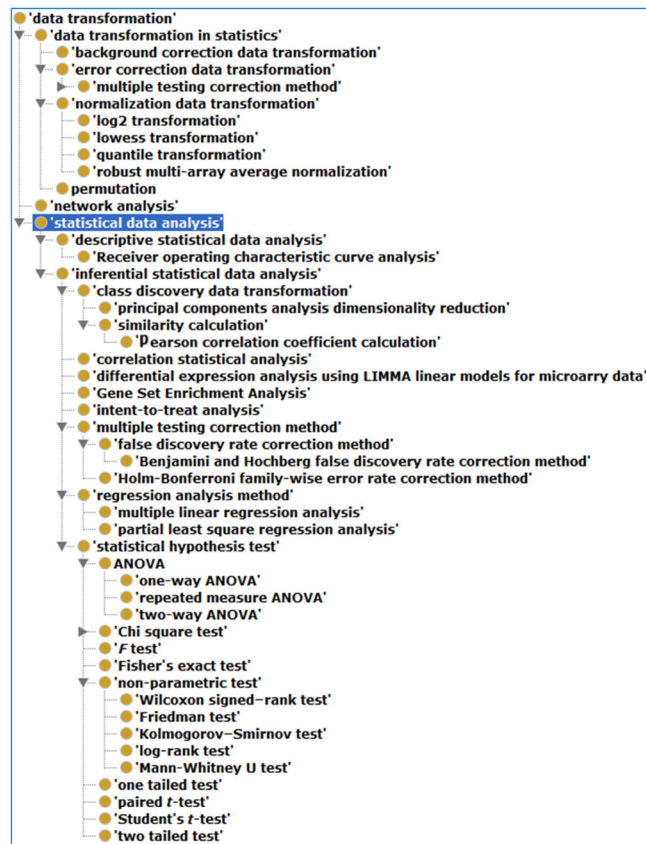 'data transformation'
'data transformation in statistics'
'background correction data transformation'
'error correction data transformation'
'multiple testing correction method'
'normalization data transformation'
'log2 transformation'
'lowess transformation'
'quantile transformation'
'robust multi-array average normalization'
permutation
'network analysis'
'statistical data analysis'
'descriptive statistical data analysis'
'Receiver operating characteristic curve analysis'
'inferential statistical data analysis'
'class discovery data transformation'
'principal components analysis dimensionality reduction'
'similarity calculation'
'Pearson correlation coefficient calculation'
'correlation statistical analysis'
'differential expression analysis using LIMMA linear models for microarry data'
'Gene Set Enrichment Analysis'
'intent-to-treat analysis'
'multiple testing correction method'
'false discovery rate correction method'
'Benjamini and Hochberg false discovery rate correction method'
'Holm-Bonferroni family-wise error rate correction method'
'regression analysis method'
'multiple linear regression analysis'
'partial least square regression analysis'
'statistical hypothesis test'
ANOVA
'one-way ANOVA'
'repeated measure ANOVA'
'two-way ANOVA'
'Chi square test'
'F test'
'Fisher's exact test'
'non-parametric test'
'Wilcoxon signed–rank test'
'Friedman test'
'Kolmogorov–Smirnov test'
'log-rank test'
'Mann-Whitney U test'
'one tailed test'
'paired t-test'
'Student's t-test'
'two tailed test'